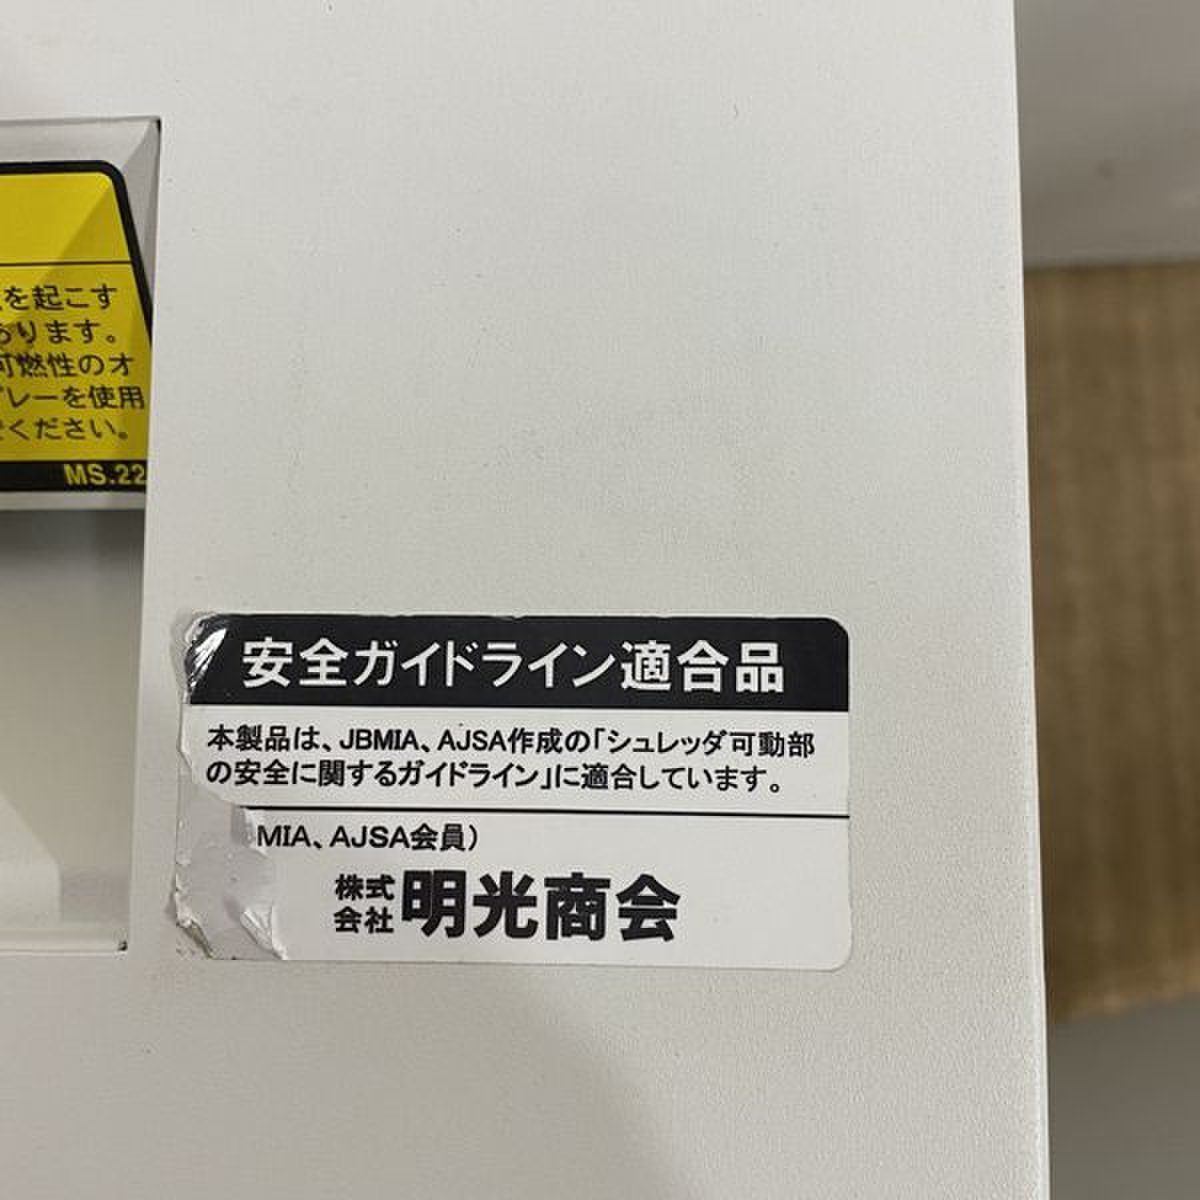 を起こす
あります。
可燃性のオ
プレーを使用
ください。
MS.22
安全ガイドライン適合品
本製品は、JBMIA、AJSA作成の「シュレッダ可動部
の安全に関するガイドライン」に適合しています。
MIA、AJSA会員）
株式
会社 明光商会